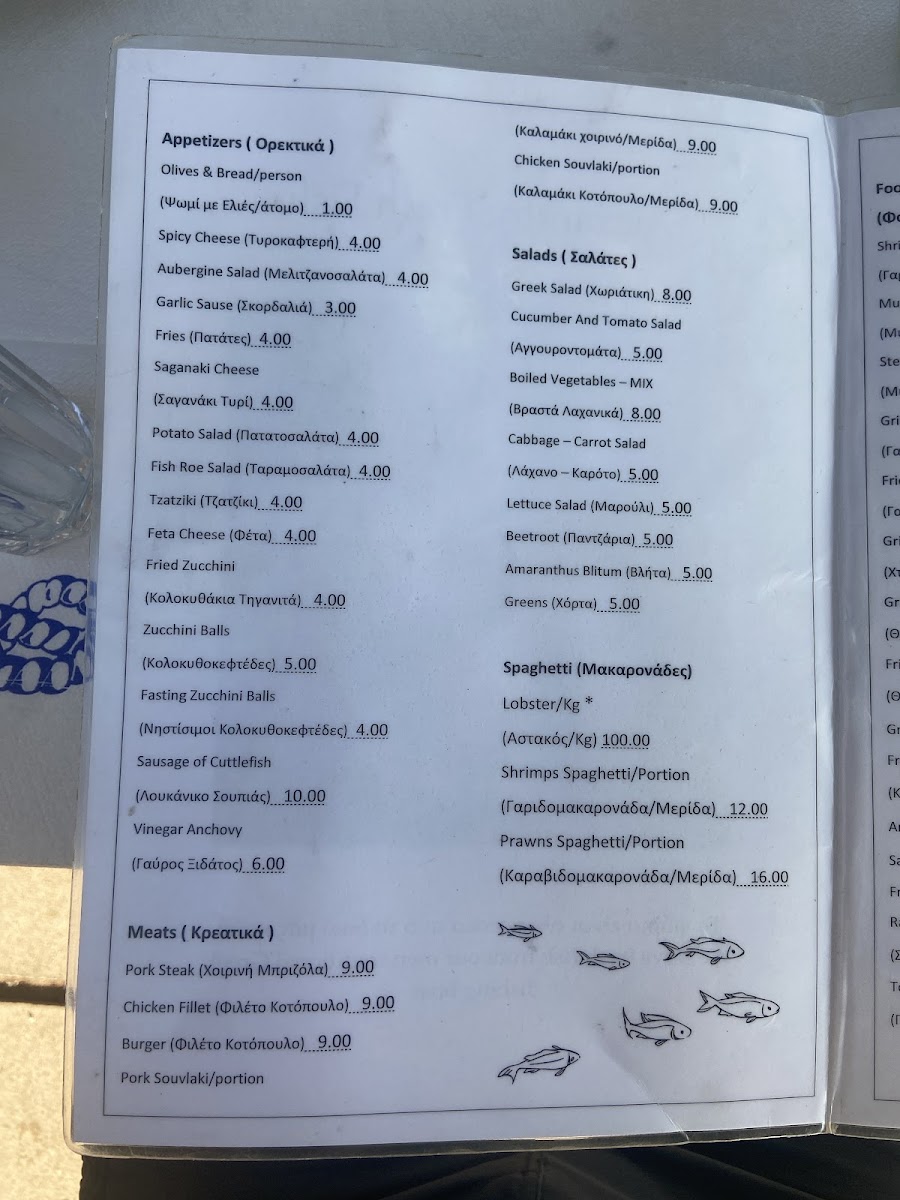 Appetizers ( Ορεκτικά )
Olives & Bread/person
(Ψωμί με Ελιές/άτομο) 1.00
Spicy Cheese (Τυροκαφτερή) 4.00
Aubergine Salad (Μελιτζανοσαλάτα) 4.00
Garlic Sause (Σκορδαλιά) 3.00
Fries (Πατάτες) 4.00
Saganaki Cheese
(Σαγανάκι Τυρί) 4.00
Potato Salad (Πατατοσαλάτα) 4.00
Fish Roe Salad (Ταραμοσαλάτα) 4.00
Tzatziki (Τζατζίκι) 4.00
Feta Cheese (Φέτα) 4.00
Fried Zucchini
(Κολοκυθάκια Τηγανιτά) 4.00
Zucchini Balls
(Κολοκυθοκεφτέδες) 5.00
Fasting Zucchini Balls
(Νηστίσιμοι Κολοκυθοκεφτέδες) 4.00
Sausage of Cuttlefish
(Λουκάνικο Σουπιάς) 10.00
Vinegar Anchovy
(Γαύρος Ξιδάτος) 6.00
Meats ( Κρεατικά )
Pork Steak (Χοιρινή Μπριζόλα) 9.00
Chicken Fillet (Φιλέτο Κοτόπουλο) 9.00
Burger (Φιλέτο Κοτόπουλο) 9.00
Pork Souvlaki/portion
(Καλαμάκι χοιρινό/Μερίδα) 9.00
Chicken Souvlaki/portion
(Καλαμάκι Κοτόπουλο/Μερίδα) 9.00
Salads ( Σαλάτες )
Greek Salad (Χωριάτικη) 8.00
Cucumber And Tomato Salad
(Αγγουροντομάτα) 5.00
Boiled Vegetables – MIX
(Βραστά Λαχανικά) 8.00
Cabbage – Carrot Salad
(Λάχανο – Καρότο) 5.00
Lettuce Salad (Μαρούλι) 5.00
Beetroot (Παντζάρια) 5.00
Amaranthus Blitum (Βλήτα) 5.00
Greens (Χόρτα) 5.00
Spaghetti (Μακαρονάδες)
Lobster/Kg *
(Αστακός/Kg) 100.00
Shrimps Spaghetti/Portion
(Γαριδομακαρονάδα/Μερίδα) 12.00
Prawns Spaghetti/Portion
(Καραβιδομακαρονάδα/Μερίδα) 16.00